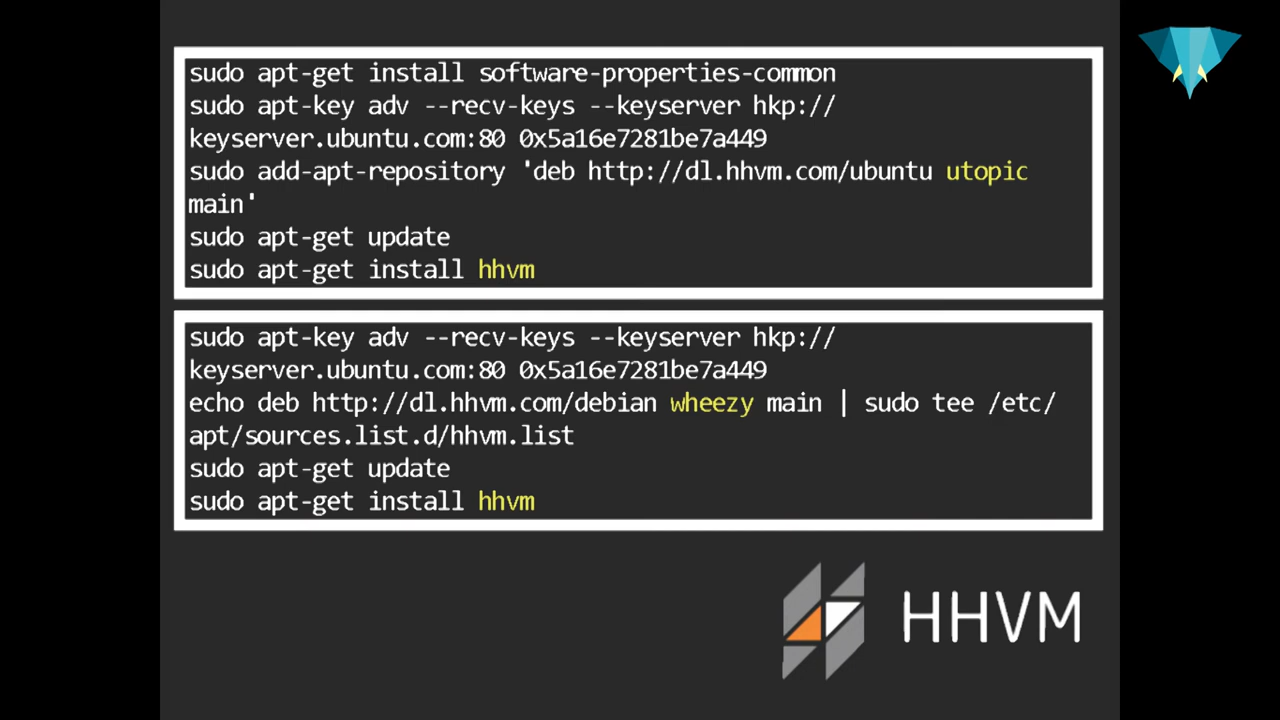 sudo apt-get install software-properties-common
sudo apt-key adv --recv-keys --keyserver hkp://
keyserver.ubuntu.com:80 0x5a16e7281be7a449
sudo add-apt-repository 'deb http://dl.hhvm.com/ubuntu utopic
main'
sudo apt-get update
sudo apt-get install hhvm
sudo apt-key adv --recv-keys --keyserver hkp://
keyserver.ubuntu.com:80 0x5a16e7281be7a449
echo deb http://dl.hhvm.com/debian wheezy main | sudo tee /etc/
apt/sources.list.d/hhvm.list
sudo apt-get update
sudo apt-get install hhvm
HHVM